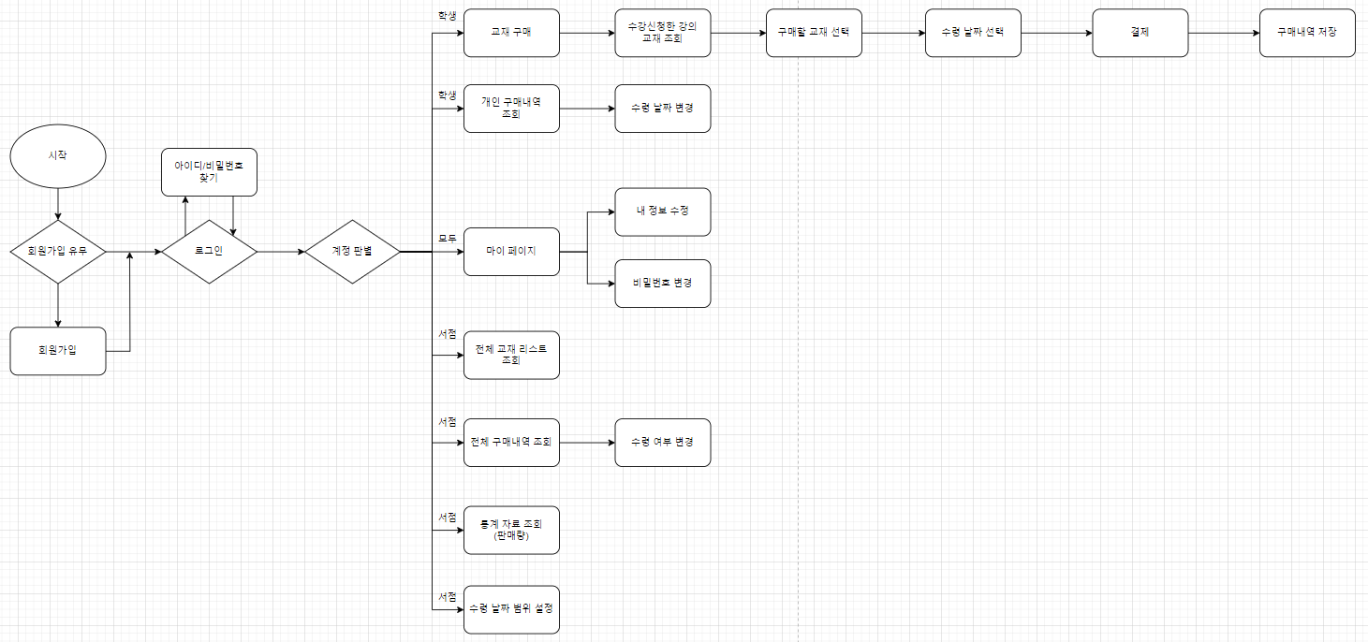 학생
교재 구매
수강신청한 강의
교재 조회
구매할 교재 선택
수령 날짜 선택
결제
구매내역 저장
학생
개인 구매내역
조회
수령 날짜 변경
시작
아이디/비밀번호
찾기
회원가입 유무
로그인
계정 판별
모두
마이 페이지
내 정보 수정
비밀번호 변경
회원가입
서점
전체 교재 리스트
조회
서점
전체 구매내역 조회
수령 여부 변경
서점
통계 자료 조회
(판매량)
서점
수령 날짜 범위 설정